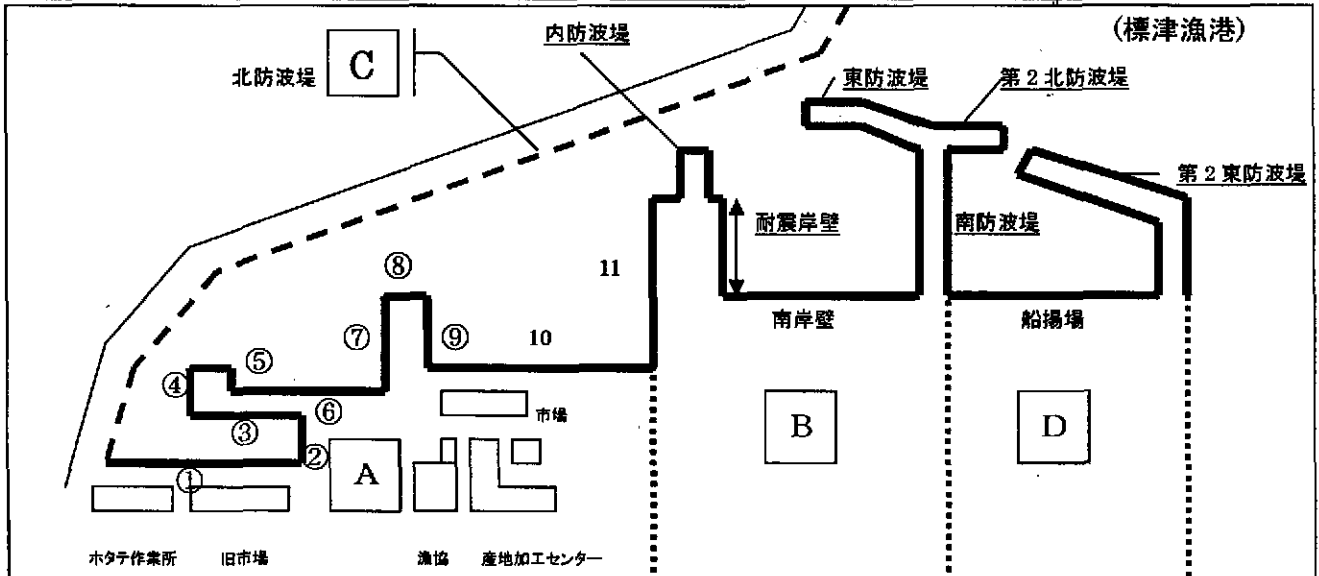 (標津漁港)
内防波堤
北防波堤
C
東防波堤
第2北防波堤
第2東防波堤
耐震岸壁
南防波堤
⑧
11
南岸壁
船揚場
⑦
⑨
10
⑤
④
⑥
市場
③
B
D
②
A
①
ホタテ作業所
旧市場
漁協
産地加工センター